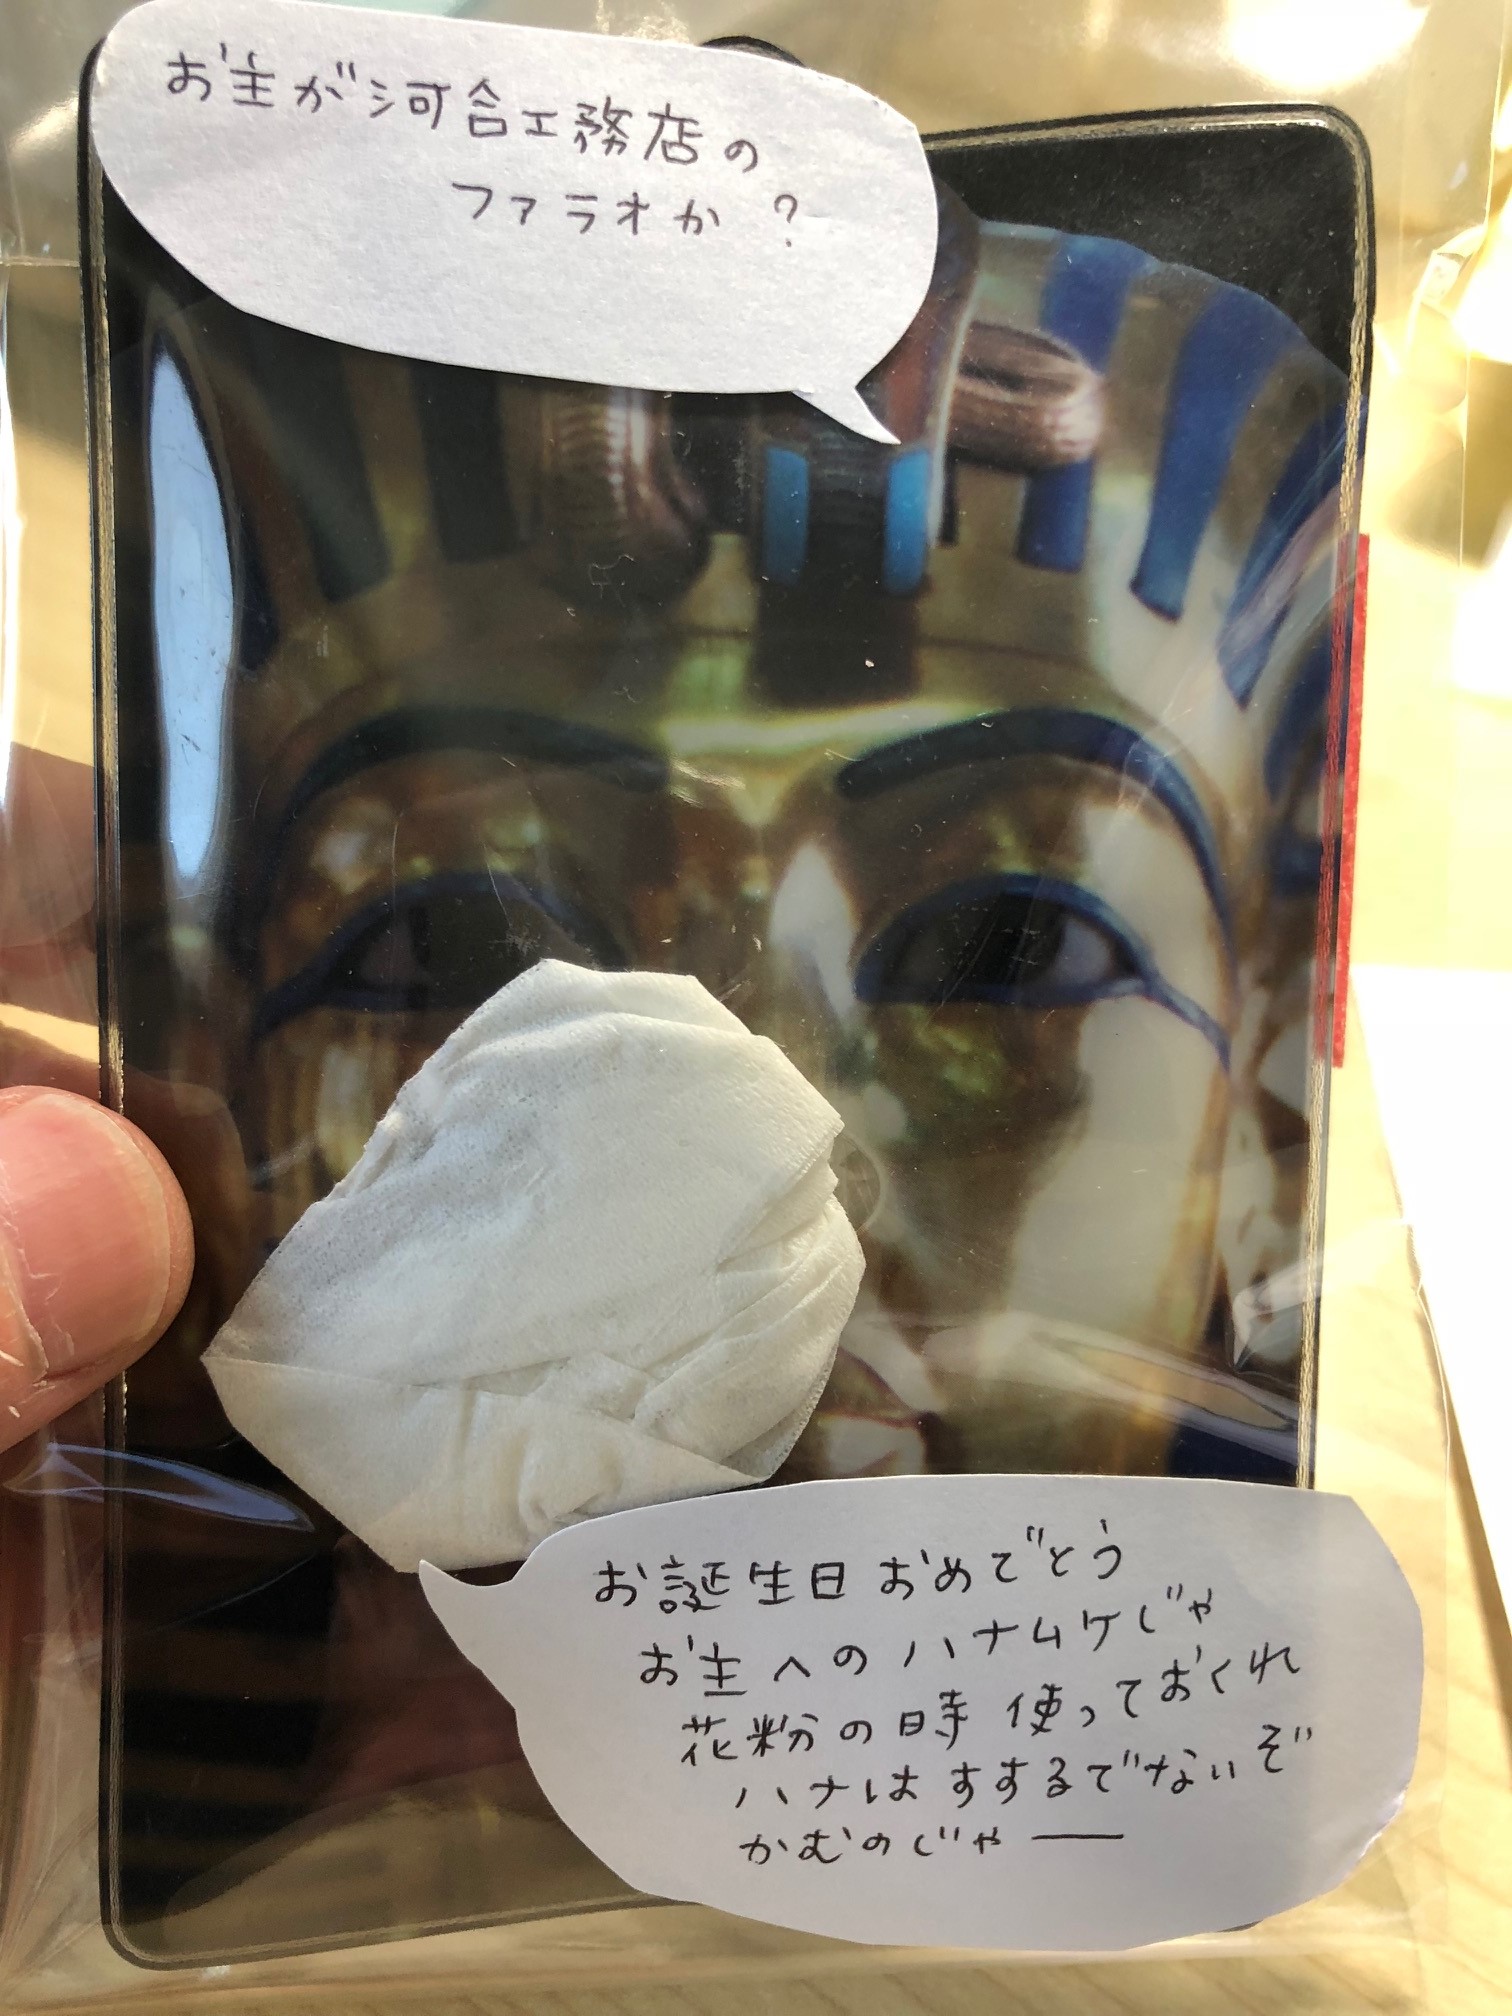 お主が河合工務店の
ファラオか？
お誕生日おめでとう
お主へのハナムケじゃ
花粉の時使っておくれ
ハナはすするでないぞ
かむのじゃー